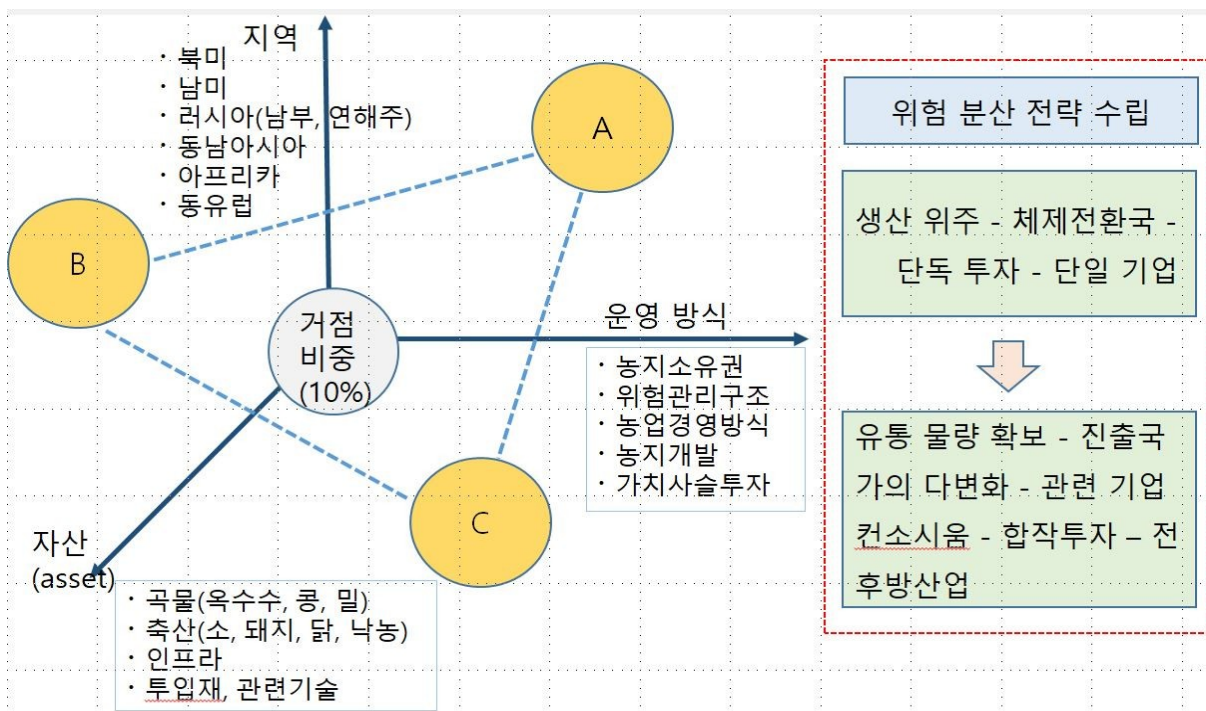 지역
· 북미
· 남미
· 러시아(남부, 연해주)
· 동남아시아
· 아프리카
· 동유럽
A
B
C
거점
비중
(10%)
운영 방식
· 농지소유권
· 위험관리구조
· 농업경영방식
· 농지개발
· 가치사슬투자
자산
(asset)
· 곡물(옥수수, 콩, 밀)
· 축산(소, 돼지, 닭, 낙농)
· 인프라
· 투입재, 관련기술
위험 분산 전략 수립
생산 위주 - 체제전환국 -
단독 투자 - 단일 기업
유통 물량 확보 - 진출국
가의 다변화 - 관련 기업
컨소시움 - 합작투자 – 전
후방산업